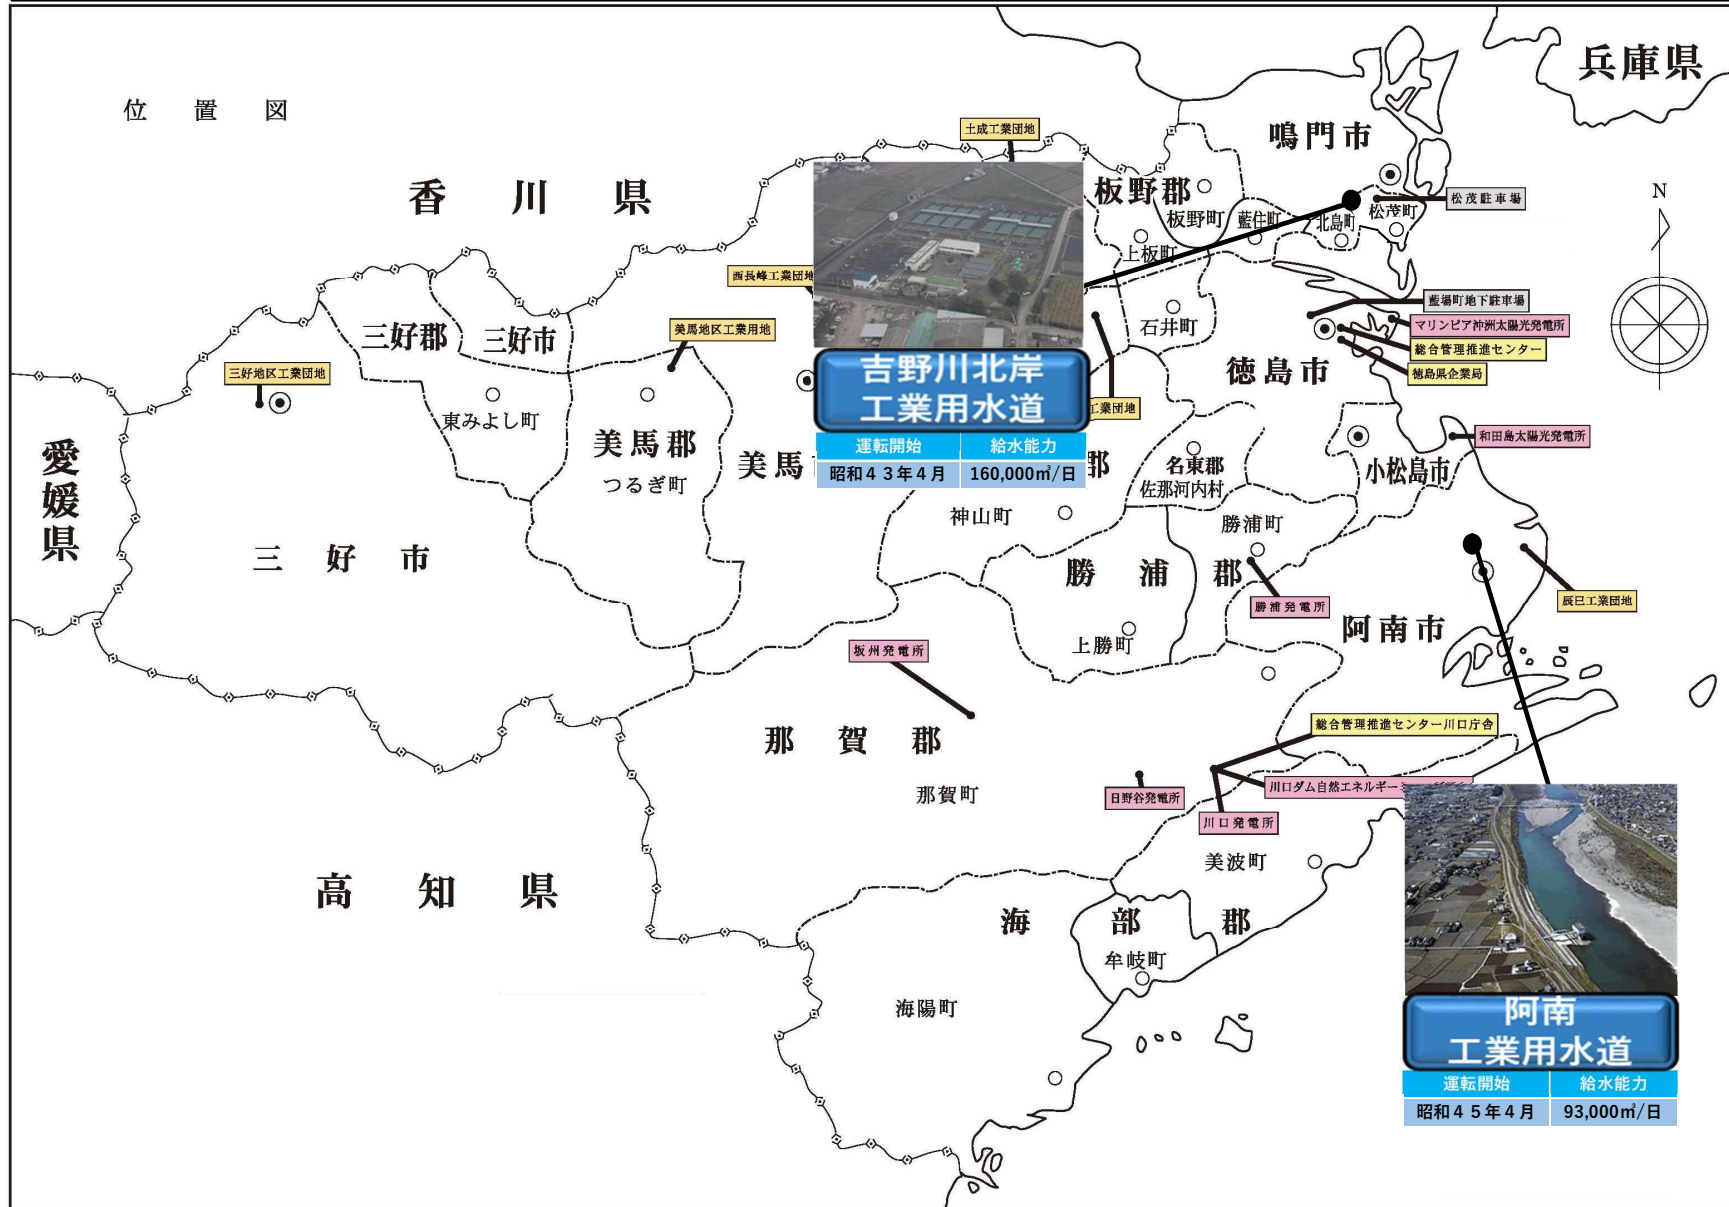 位置図
兵庫県
香川県
鳴門市
土成工業団地
板野郡
板野町
藍住町
北島町
松茂町
松茂駐車場
上板町
N
西長峰工業団地
三好郡
三好市
美馬地区工業用地
石井町
藍場町地下駐車場
マリンピア沖洲太陽光発電所
総合管理推進センター
徳島県企業局
徳島市
三好地区工業団地
吉野川北岸
工業用水道
運転開始 給水能力
昭和43年4月 160,000㎥/日
工業団地
東みよし町
美馬郡
つるぎ町
美馬
郡
名東郡
佐那河内村
和田島太陽光発電所
小松島市
愛媛県
三好市
神山町
勝浦町
勝浦郡
勝浦発電所
辰巳工業団地
阿南市
上勝町
坂州発電所
那賀郡
那賀町
総合管理推進センター川口庁舎
川口ダム自然エネルギー
日野谷発電所
川口発電所
美波町
高知県
海部郡
牟岐町
海陽町
阿南
工業用水道
運転開始 給水能力
昭和45年4月 93,000㎥/日